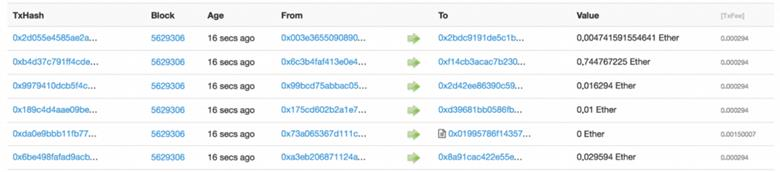 TxHash Block Age From To Value [TxFee]
0x2d055e4585ae2a... 5629306 16 secs ago 0x003e3655090890... 0x2bdc9191de5c1b... 0,004741591554641 Ether 0.000294
0xb4d37c791ff4cde... 5629306 16 secs ago 0x6c3b4faf413e0e4... 0xf14cb3acac7b230... 0,744767225 Ether 0.000294
0x9979410dcb5f4c... 5629306 16 secs ago 0x99bcd75abbac05... 0x2d42ee86390c59... 0,016294 Ether 0.000294
0x189c4d4aae09be... 5629306 16 secs ago 0x175cd602b2a1e7... 0xd39681bb0586fb... 0,01 Ether 0.000294
0xda0e9bbb11fb77... 5629306 16 secs ago 0x73a065367d111c... 0x01995786f14357... 0 Ether 0.00150007
0x6be498fafad9acb... 5629306 16 secs ago 0xa3eb206871124a... 0x8a91cac422e55e... 0,029594 Ether 0.000294